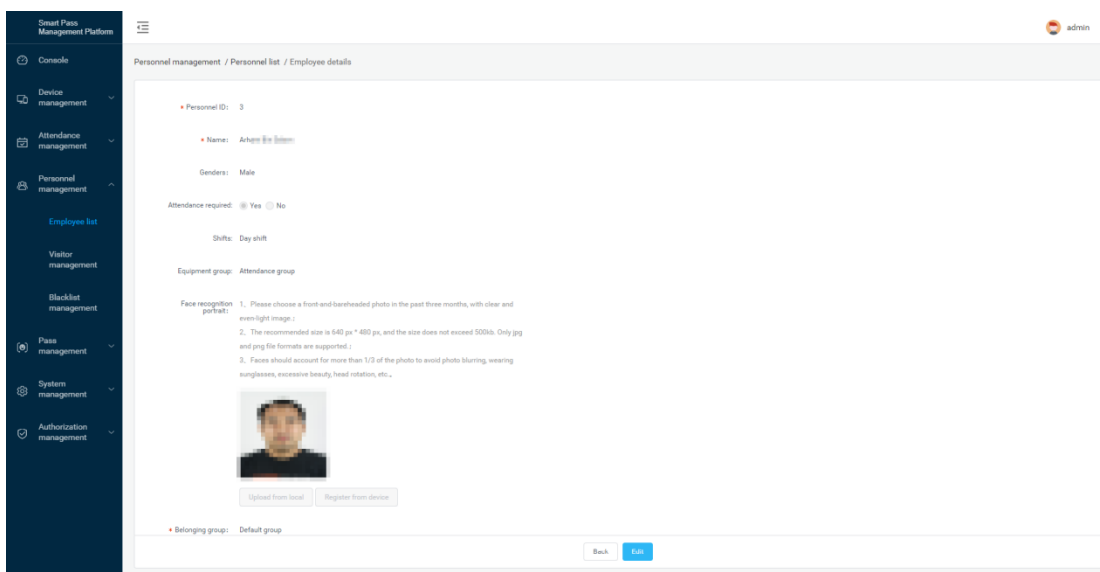 Smart Pass
Management Platform
admin
Console
Personnel management / Personnel list / Employee details
Device
management
Personnel ID: 3
Attendance
management
Name:
Genders: Male
Personnel
management
Attendance required: Yes No
Employee list
Shifts: Day shift
Visitor
management
Equipment group: Attendance group
Blacklist
management
Face recognition
portrait:
1、Please choose a front-and-bareheaded photo in the past three months, with clear and
even-light image.;
2、The recommended size is 640 px * 480 px, and the size does not exceed 500kb. Only jpg
and png file formats are supported.;
3、Faces should account for more than 1/3 of the photo to avoid photo blurring, wearing
sunglasses, excessive beauty, head rotation, etc.。
Pass
management
System
management
Authorization
management
Upload from local Register from device
Belonging group: Default group
Back Edit